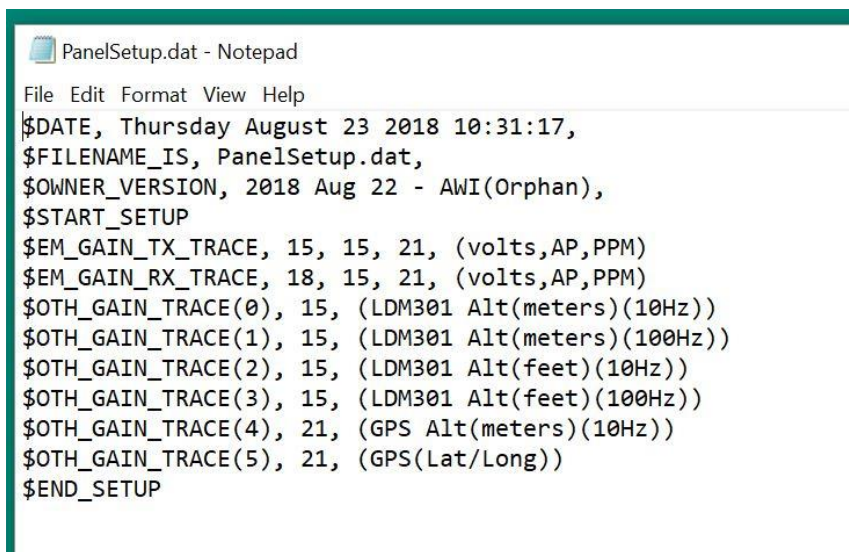 PanelSetup.dat - Notepad
File Edit Format View Help
$DATE, Thursday August 23 2018 10:31:17,
$FILENAME_IS, PanelSetup.dat,
$OWNER_VERSION, 2018 Aug 22 - AWI(Orphan),
$START_SETUP
$EM_GAIN_TX_TRACE, 15, 15, 21, (volts,AP,PPM)
$EM_GAIN_RX_TRACE, 18, 15, 21, (volts,AP,PPM)
$OTH_GAIN_TRACE(0), 15, (LDM301 Alt(meters)(10Hz))
$OTH_GAIN_TRACE(1), 15, (LDM301 Alt(meters)(100Hz))
$OTH_GAIN_TRACE(2), 15, (LDM301 Alt(feet)(10Hz))
$OTH_GAIN_TRACE(3), 15, (LDM301 Alt(feet)(100Hz))
$OTH_GAIN_TRACE(4), 21, (GPS Alt(meters)(10Hz))
$OTH_GAIN_TRACE(5), 21, (GPS(Lat/Long))
$END_SETUP